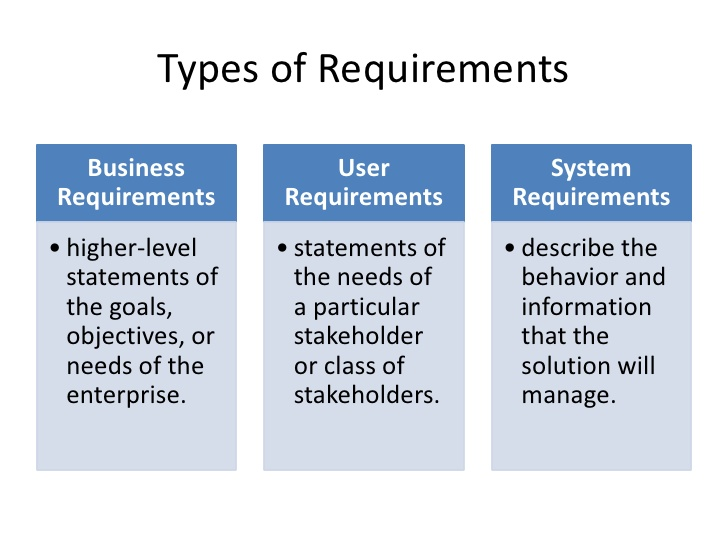 Types of Requirements
Business
Requirements
• higher-level
statements of
the goals,
objectives, or
needs of the
enterprise.
User
Requirements
• statements of
the needs of
a particular
stakeholder
or class of
stakeholders.
System
Requirements
• describe the
behavior and
information
that the
solution will
manage.